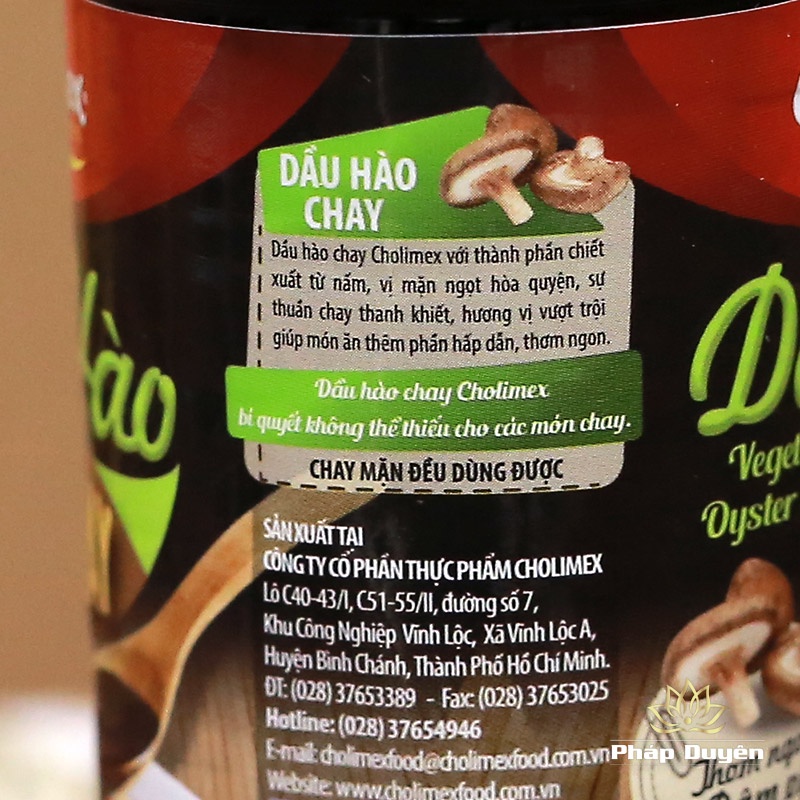 DẦU HÀO
CHAY
Dầu hào chay Cholimex với thành phần chiết
xuất từ nấm, vị mặn ngọt hòa quyện, sự
thuần chay thanh khiết, hương vị vượt trội
giúp món ăn thêm phần hấp dẫn, thơm ngon.
Dầu hào chay Cholimex
bí quyết không thể thiếu cho các món chay.
CHAY MẶN ĐỀU DÙNG ĐƯỢC
SẢN XUẤT TẠI
CÔNG TY CỔ PHẦN THỰC PHẨM CHOLIMEX
Lô C40-43/I, C51-55/II, đường số 7,
Khu Công Nghiệp Vĩnh Lộc, Xã Vĩnh Lộc A,
Huyện Bình Chánh, Thành Phố Hồ Chí Minh.
ĐT: (028) 37653389 - Fax: (028) 37653025
Hotline: (028) 37654946
E-mail: cholimexfood@cholimexfood.com.vn
Website: www.cholimexfood.com.vn
Hào
Oyster
Thơm
Đậm
Pháp Duyên